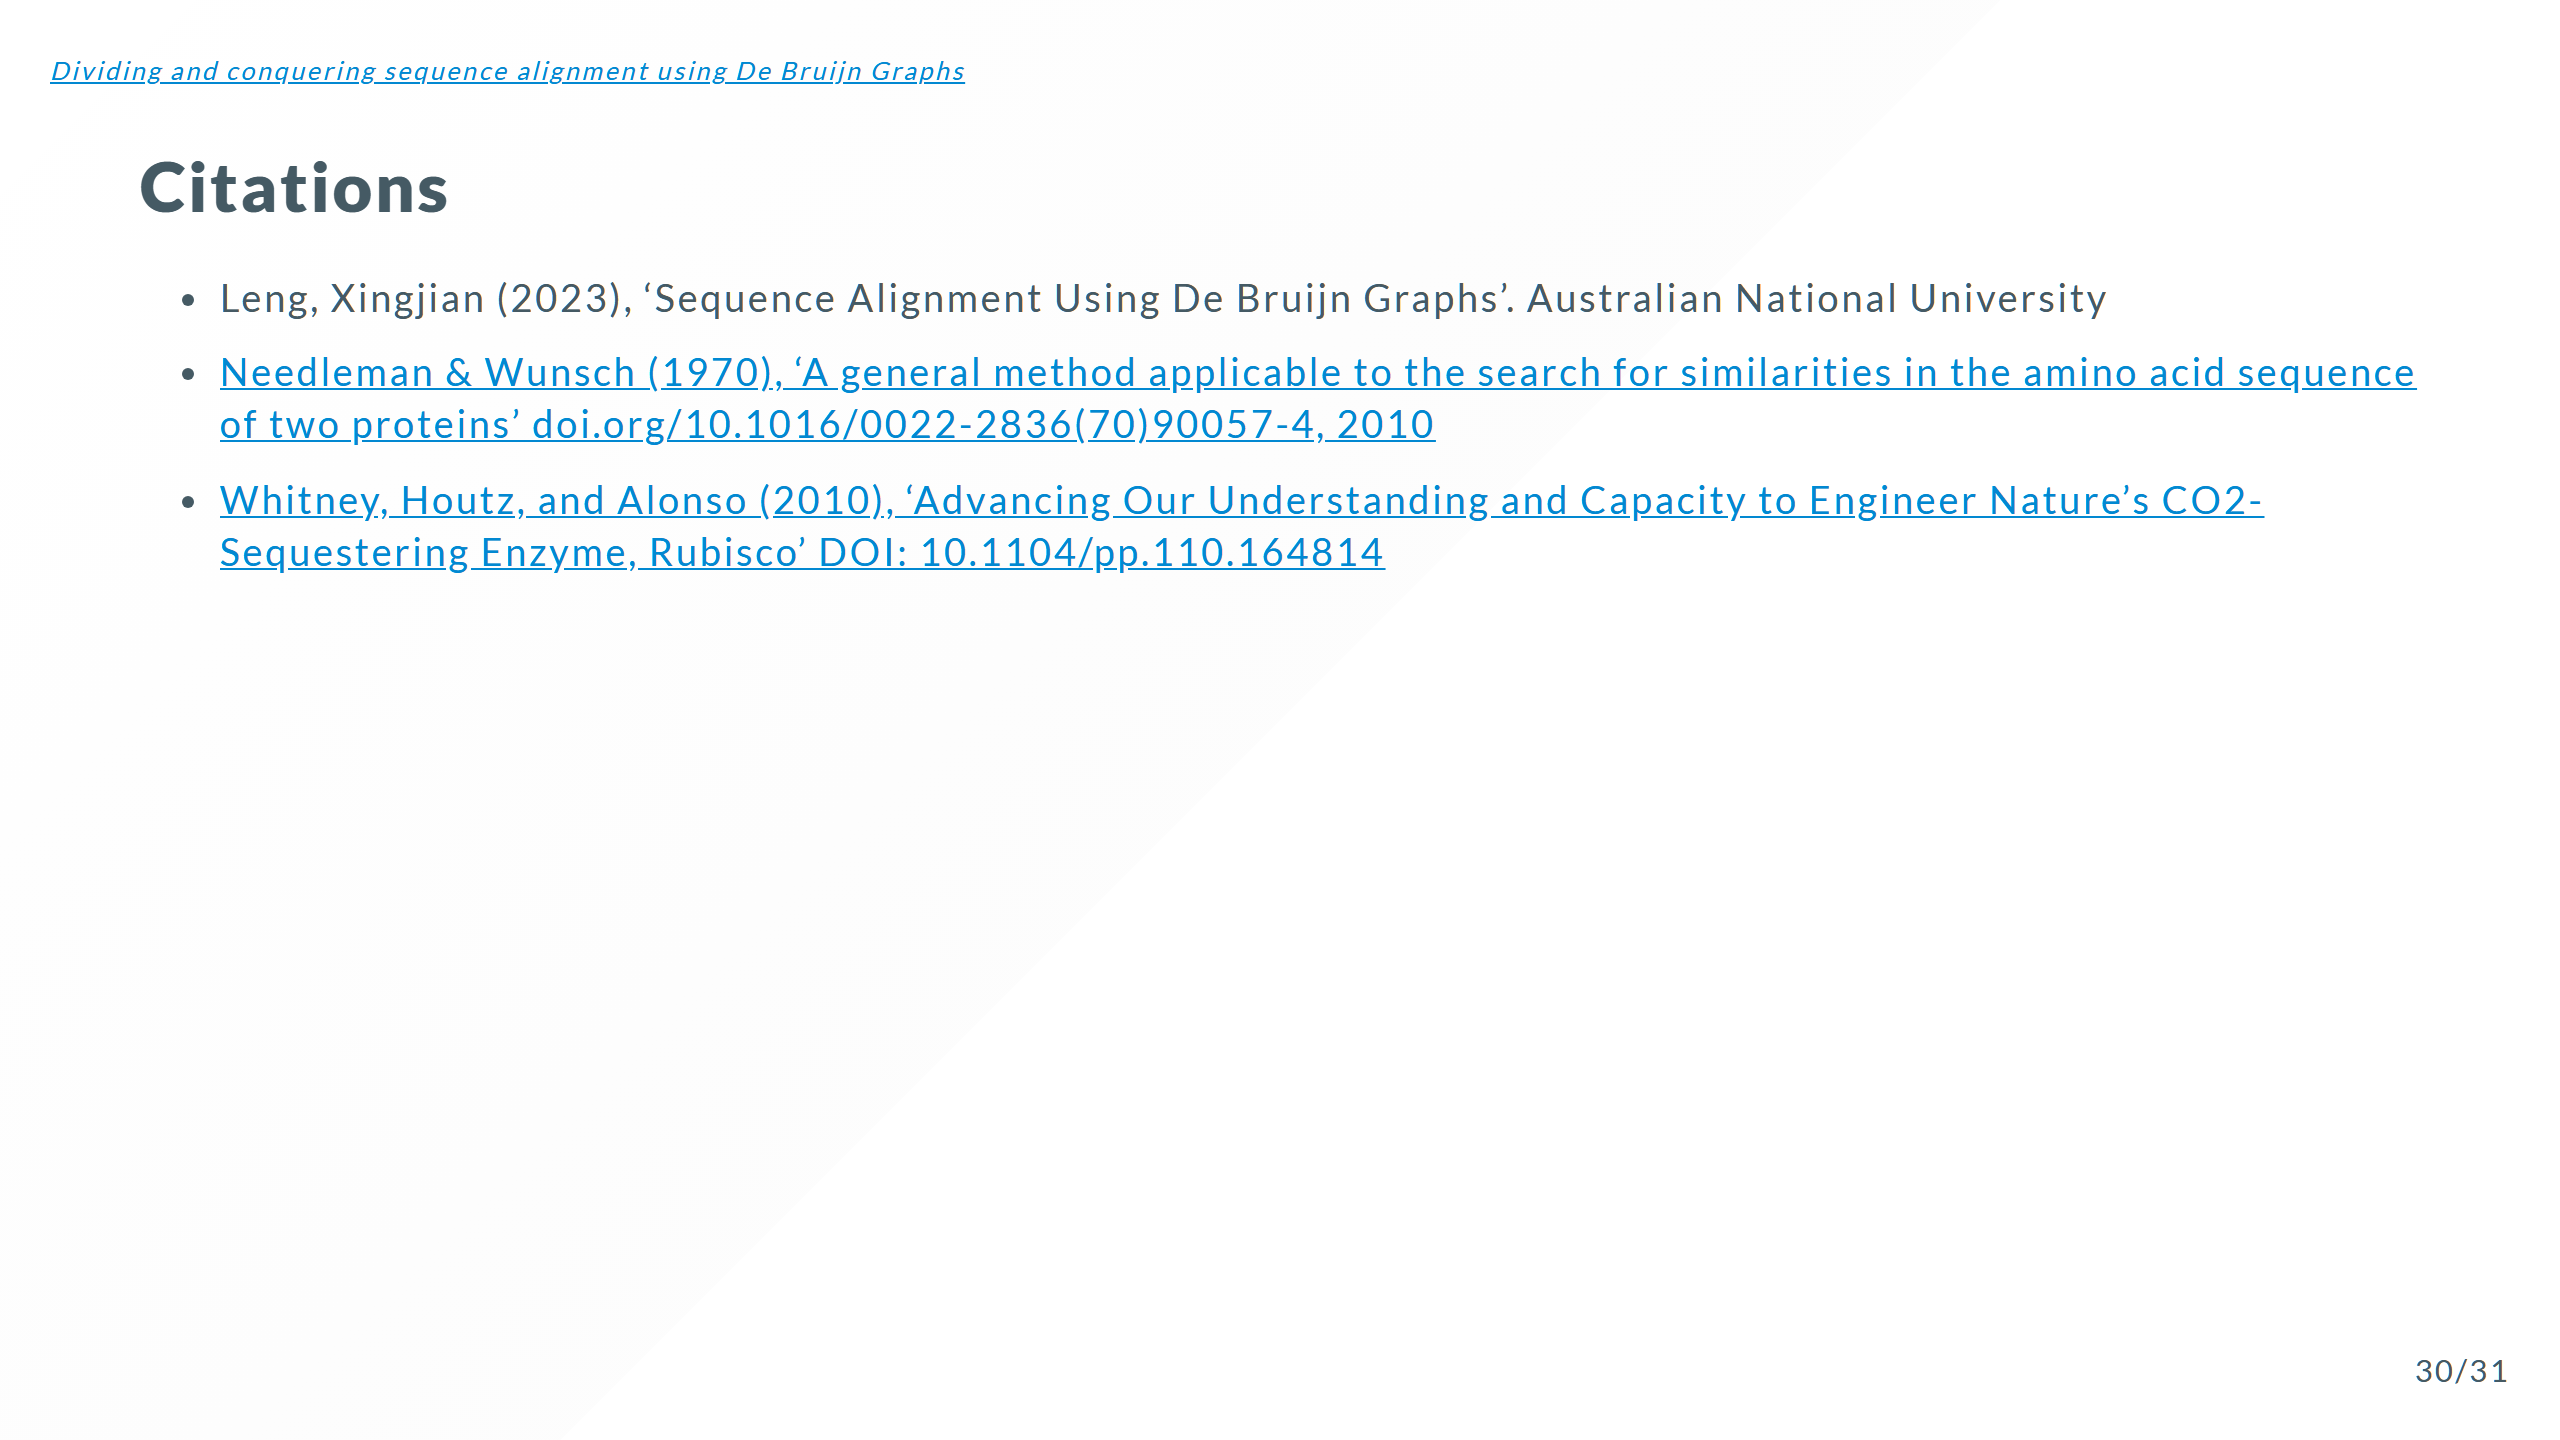 Dividing and conquering sequence alignment using De Bruijn Graphs
Citations
• Leng, Xingjian (2023), ‘Sequence Alignment Using De Bruijn Graphs’. Australian National University
• Needleman & Wunsch (1970), ‘A general method applicable to the search for similarities in the amino acid sequence
of two proteins’ doi.org/10.1016/0022-2836(70)90057-4, 2010
• Whitney, Houtz, and Alonso (2010), ‘Advancing Our Understanding and Capacity to Engineer Nature’s CO2-
Sequestering Enzyme, Rubisco’ DOI: 10.1104/pp.110.164814
30/31